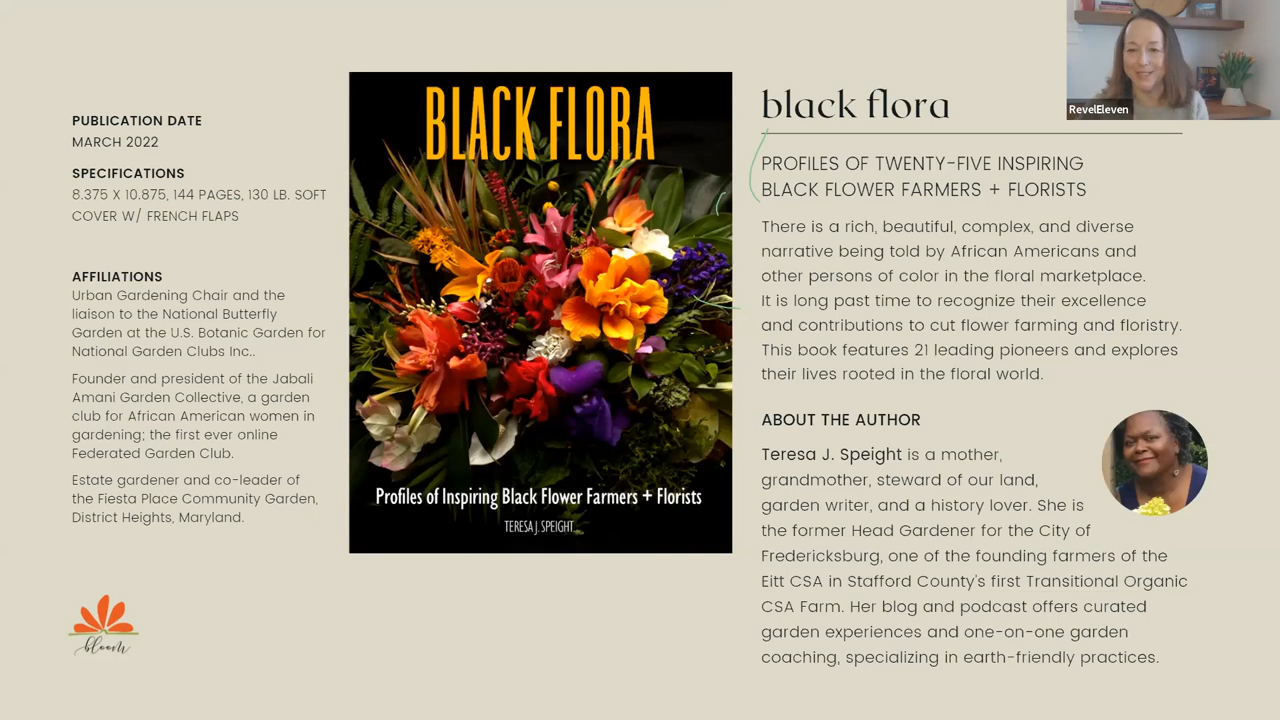 PUBLICATION DATE
MARCH 2022
SPECIFICATIONS
8.375 X 10.875, 144 PAGES, 130 LB. SOFT
COVER W/ FRENCH FLAPS
AFFILIATIONS
Urban Gardening Chair and the
liaison to the National Butterfly
Garden at the U.S. Botanic Garden for
National Garden Clubs Inc..
Founder and president of the Jabali
Amani Garden Collective, a garden
club for African American women in
gardening; the first ever online
Federated Garden Club.
Estate gardener and co-leader of
the Fiesta Place Community Garden,
District Heights, Maryland.
bloom
BLACK FLORA
Profiles of Inspiring Black Flower Farmers + Florists
TERESA J. SPEIGHT
black flora
PROFILES OF TWENTY-FIVE INSPIRING
BLACK FLOWER FARMERS + FLORISTS
There is a rich, beautiful, complex, and diverse
narrative being told by African Americans and
other persons of color in the floral marketplace.
It is long past time to recognize their excellence
and contributions to cut flower farming and floristry.
This book features 21 leading pioneers and explores
their lives rooted in the floral world.
ABOUT THE AUTHOR
Teresa J. Speight is a mother,
grandmother, steward of our land,
garden writer, and a history lover. She is
the former Head Gardener for the City of
Fredericksburg, one of the founding farmers of the
Eitt CSA in Stafford County's first Transitional Organic
CSA Farm. Her blog and podcast offers curated
garden experiences and one-on-one garden
coaching, specializing in earth-friendly practices.
RevelEleven